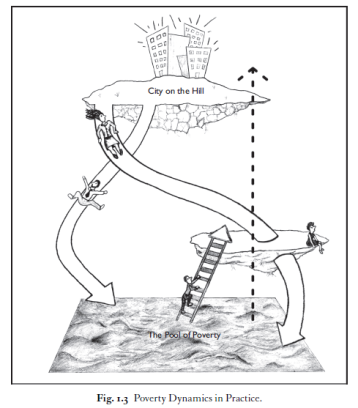 City on the Hill
The Pool of Poverty
Fig. 1.3 Poverty Dynamics in Practice.